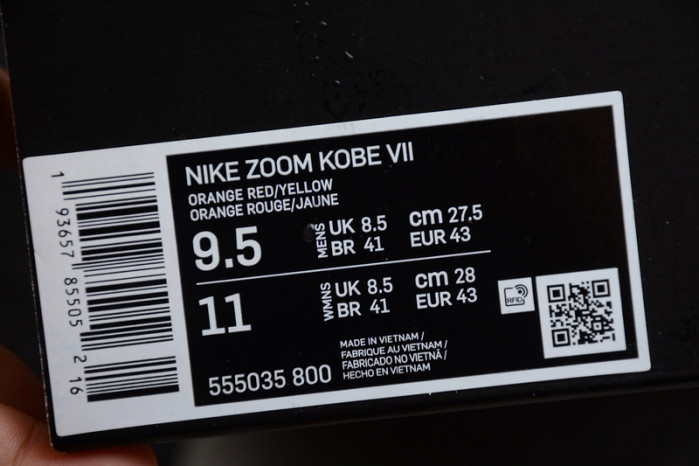 NIKE ZOOM KOBE VII
ORANGE RED/YELLOW
ORANGE ROUGE/JAUNE
9.5 MENS UK 8.5 cm 27.5
BR 41 EUR 43
11 WMNS UK 8.5 cm 28
BR 41 EUR 43
555035 800
MADE IN VIETNAM /
FABRIQUE AU VIETNAM /
FABRICADO NO VIETNÃ /
HECHO EN VIETNAM
RFID
1 93657 85505 2 16